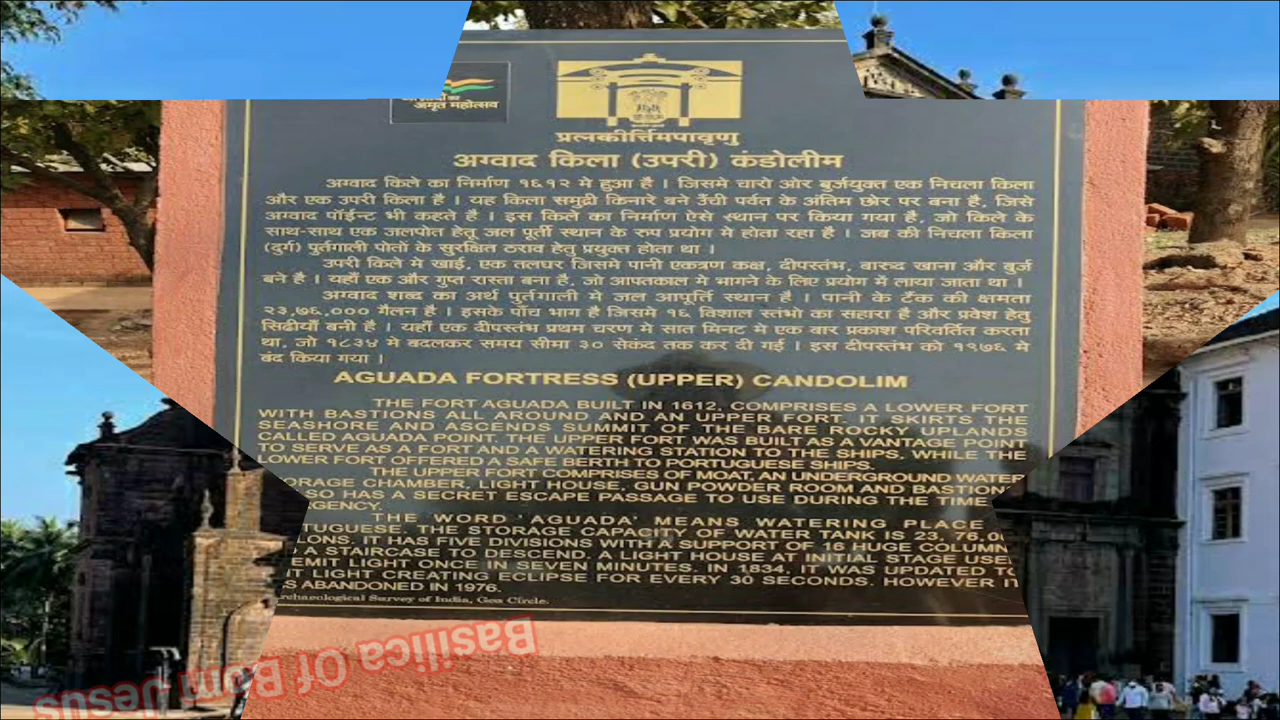 अमृत महोत्सव
प्रत्नकीर्त्तिमपावृणु
अग्वाद किला (उपरी) कंडोलीम
अग्वाद किले का निर्माण १६१२ मे हुआ है । जिसमे चारो ओर बुर्जयुक्त एक निचला किला
और एक उपरी किला है । यह किला समुद्री किनारे बने उँची पर्वत के अंतिम छोर पर बना है, जिसे
अग्वाद पॉईन्ट भी कहते है । इस किले का निर्माण ऐसे स्थान पर किया गया है, जो किले के
साथ-साथ एक जलपोत हेतू जल पूर्ती स्थान के रुप प्रयोग मे होता रहा है । जब की निचला किला
(दुर्ग) पुर्तगाली पोतों के सुरक्षित ठराव हेतु प्रयुक्त होता था ।
उपरी किले मे खाई, एक तलघर जिसमे पानी एकत्रण कक्ष, दीपस्तंभ, बारुद खाना और बुर्ज
बने है । यहाँ एक और गुप्त रास्ता बना है, जो आपतकाल मे भागने के लिए प्रयोग में लाया जाता था ।
अग्वाद शब्द का अर्थ पुर्तगाली मे जल आपूर्ति स्थान है । पानी के टैंक की क्षमता
२३,७६,००० गैलन है । इसके पाँच भाग है जिसमे १६ विशाल स्तंभो का सहारा है और प्रवेश हेतु
सिढीयाँ बनी है । यहाँ एक दीपस्तंभ प्रथम चरण मे सात मिनट मे एक बार प्रकाश परिवर्तित करता
था, जो १८३४ मे बदलकर समय सीमा ३० सेकंद तक कर दी गई । इस दीपस्तंभ को १९७६ मे
बंद किया गया ।
AGUADA FORTRESS (UPPER) CANDOLIM
THE FORT AGUADA BUILT IN 1612, COMPRISES A LOWER FORT
WITH BASTIONS ALL AROUND AND AN UPPER FORT. IT SKIRTS THE
SEASHORE AND ASCENDS SUMMIT OF THE BARE ROCKY UPLANDS
CALLED AGUADA POINT. THE UPPER FORT WAS BUILT AS A VANTAGE POINT
TO SERVE AS A FORT AND A WATERING STATION TO THE SHIPS, WHILE THE
LOWER FORT OFFERED A SAFE BERTH TO PORTUGUESE SHIPS.
THE UPPER FORT COMPRISES OF MOAT, AN UNDERGROUND WATER
ORAGE CHAMBER, LIGHT HOUSE, GUN POWDER ROOM AND BASTION
SO HAS A SECRET ESCAPE PASSAGE TO USE DURING THE TIME
GENCY.
THE WORD 'AGUADA' MEANS WATERING PLACE
TUGUESE. THE STORAGE CAPACITY OF WATER TANK IS 23, 76,0
LONS. IT HAS FIVE DIVISIONS WITH A SUPPORT OF 16 HUGE COLUMN
A STAIRCASE TO DESCEND. A LIGHT HOUSE AT INITIAL STAGE US
EMIT LIGHT ONCE IN SEVEN MINUTES. IN 1834, IT WAS UPDATED TO
IT LIGHT CREATING ECLIPSE FOR EVERY 30 SECONDS. HOWEVER I
S ABANDONED IN 1976.
rchaeological Survey of India, Goa Circle.
Basilica Of Bom Jesus